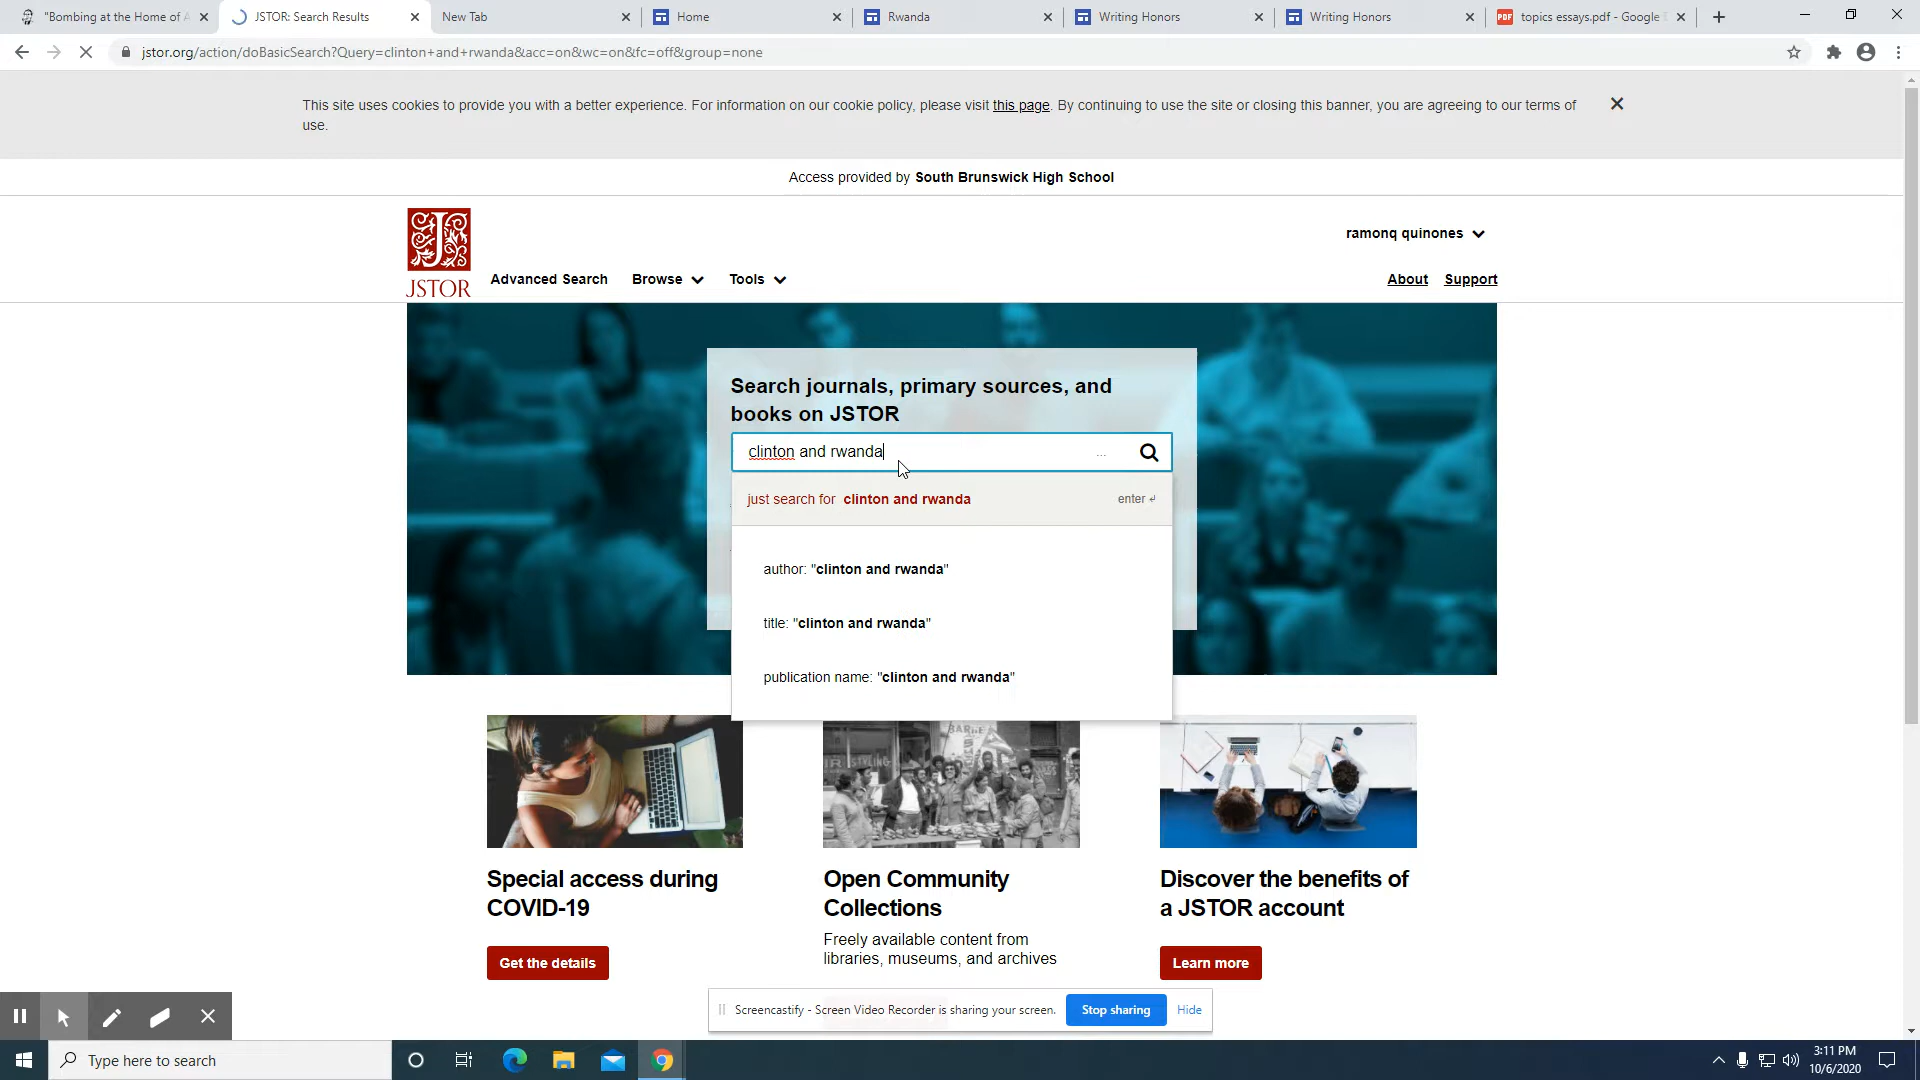 "Bombing at the Home of A
JSTOR: Search Results
New Tab
Home
Rwanda
Writing Honors
Writing Honors
PDF
topics essays.pdf - Google
jstor.org/action/doBasicSearch?Query=clinton+and+rwanda&acc=on&wc=on&fc=off&group=none
This site uses cookies to provide you with a better experience. For information on our cookie policy, please visit this page. By continuing to use the site or closing this banner, you are agreeing to our terms of
use.
Access provided by South Brunswick High School
JSTOR
ramonq quinones
Advanced Search
Browse
Tools
About
Support
Search journals, primary sources, and
books on JSTOR
clinton and rwanda
...
just search for clinton and rwanda
enter
author: "clinton and rwanda"
title: "clinton and rwanda"
publication name: "clinton and rwanda"
Special access during
COVID-19
Get the details
Open Community
Collections
Freely available content from
libraries, museums, and archives
Discover the benefits of
a JSTOR account
Learn more
Screencastify - Screen Video Recorder is sharing your screen.
Stop sharing
Hide
Type here to search
3:11 PM
10/6/2020